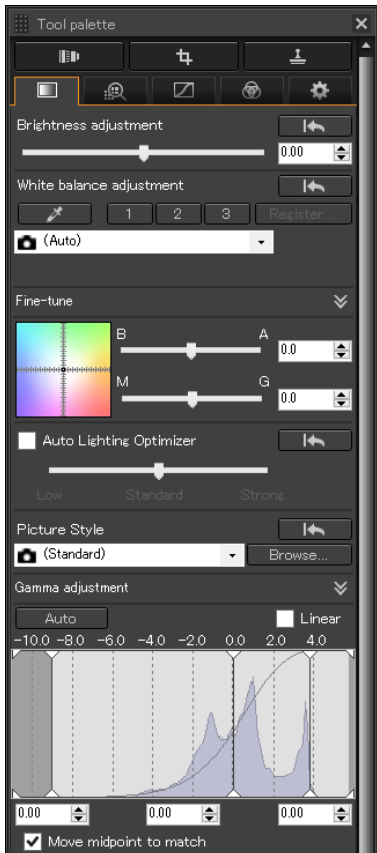 Tool palette
Brightness adjustment
0.00
White balance adjustment
1 2 3 Register...
(Auto)
Fine-tune
B A
0.0
M G
0.0
Auto Lighting Optimizer
Low Standard Strong
Picture Style
(Standard) Browse...
Gamma adjustment
Auto Linear
-10.0 -8.0 -6.0 -4.0 -2.0 0.0 2.0 4.0
0.00 0.00 0.00
Move midpoint to match